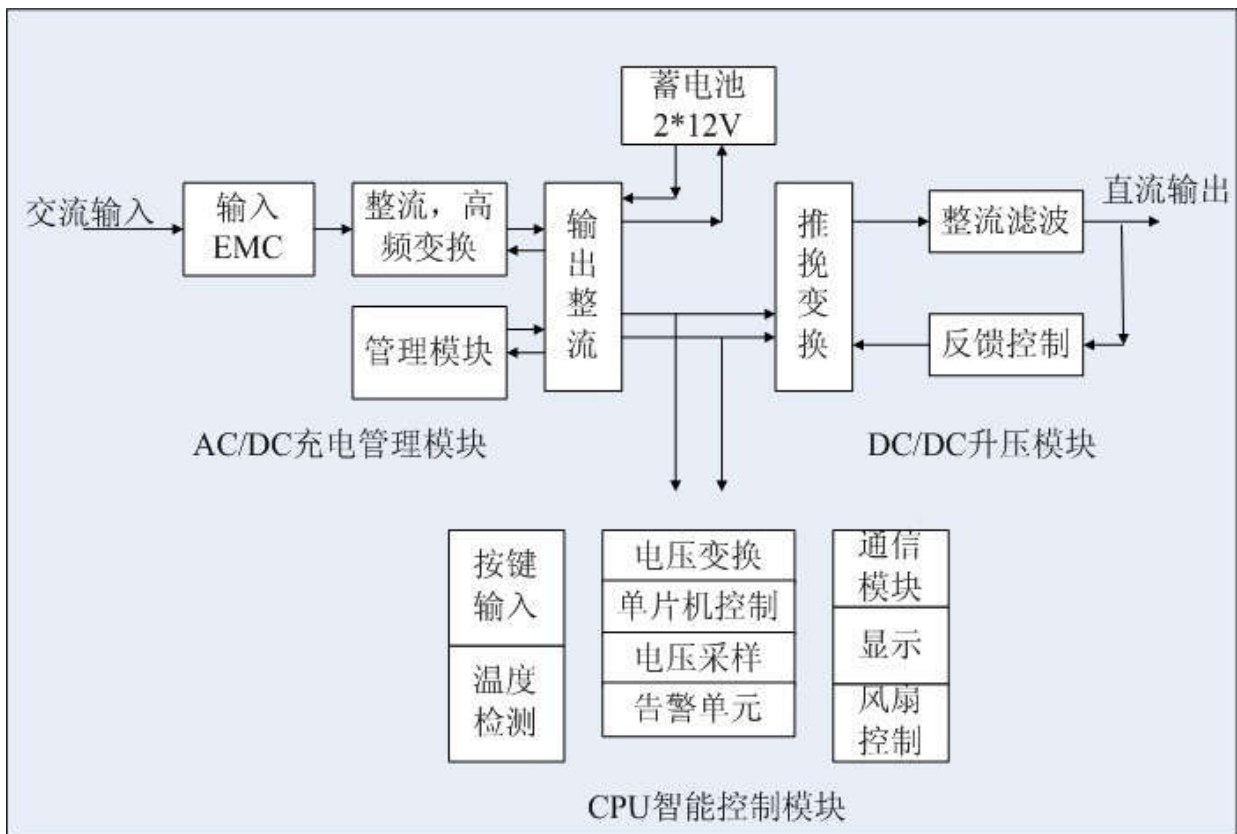 蓄电池
2*12V
交流输入
输入
EMC
整流，高
频变换
输
出
整
流
推
挽
变
换
整流滤波
直流输出
管理模块
反馈控制
AC/DC充电管理模块
DC/DC升压模块
按键
输入
温度
检测
电压变换
单片机控制
电压采样
告警单元
通信
模块
显示
风扇
控制
CPU智能控制模块